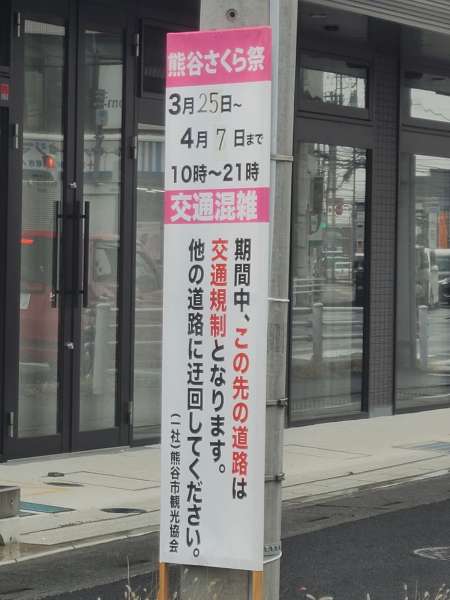 熊谷さくら祭
3月25日～
4月7日まで
10時～21時
交通混雑
期間中、この先の道路は
交通規制となります。
他の道路に迂回してください。
(一社)熊谷市観光協会